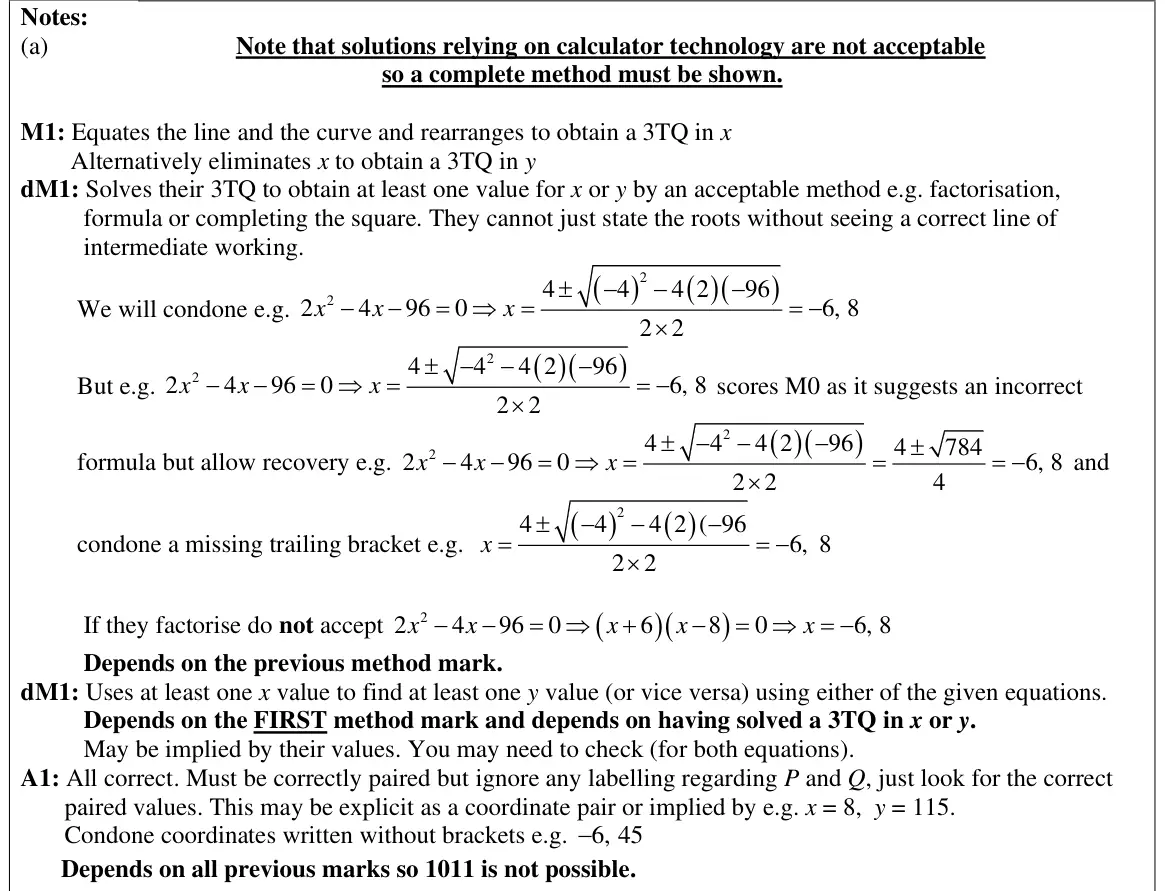 Notes:
(a) Note that solutions relying on calculator technology are not acceptable
so a complete method must be shown.
M1: Equates the line and the curve and rearranges to obtain a 3TQ in x
Alternatively eliminates x to obtain a 3TQ in y
dM1: Solves their 3TQ to obtain at least one value for x or y by an acceptable method e.g. factorisation,
formula or completing the square. They cannot just state the roots without seeing a correct line of
intermediate working.
We will condone e.g. 2x² − 4x − 96 = 0 ⇒ x = (4 ± √((−4)² − 4(2)(−96)))/(2×2) = −6, 8
But e.g. 2x² − 4x − 96 = 0 ⇒ x = (4 ± √(−4² − 4(2)(−96)))/(2×2) = −6, 8 scores M0 as it suggests an incorrect
formula but allow recovery e.g. 2x² − 4x − 96 = 0 ⇒ x = (4 ± √(−4² − 4(2)(−96)))/(2×2) = (4 ± √784)/4 = −6, 8 and
condone a missing trailing bracket e.g. x = (4 ± √((−4)² − 4(2)(−96))/(2×2) = −6, 8
If they factorise do not accept 2x² − 4x − 96 = 0 ⇒ (x + 6)(x − 8) = 0 ⇒ x = −6, 8
Depends on the previous method mark.
dM1: Uses at least one x value to find at least one y value (or vice versa) using either of the given equations.
Depends on the FIRST method mark and depends on having solved a 3TQ in x or y.
May be implied by their values. You may need to check (for both equations).
A1: All correct. Must be correctly paired but ignore any labelling regarding P and Q, just look for the correct
paired values. This may be explicit as a coordinate pair or implied by e.g. x = 8, y = 115.
Condone coordinates written without brackets e.g. −6, 45
Depends on all previous marks so 1011 is not possible.